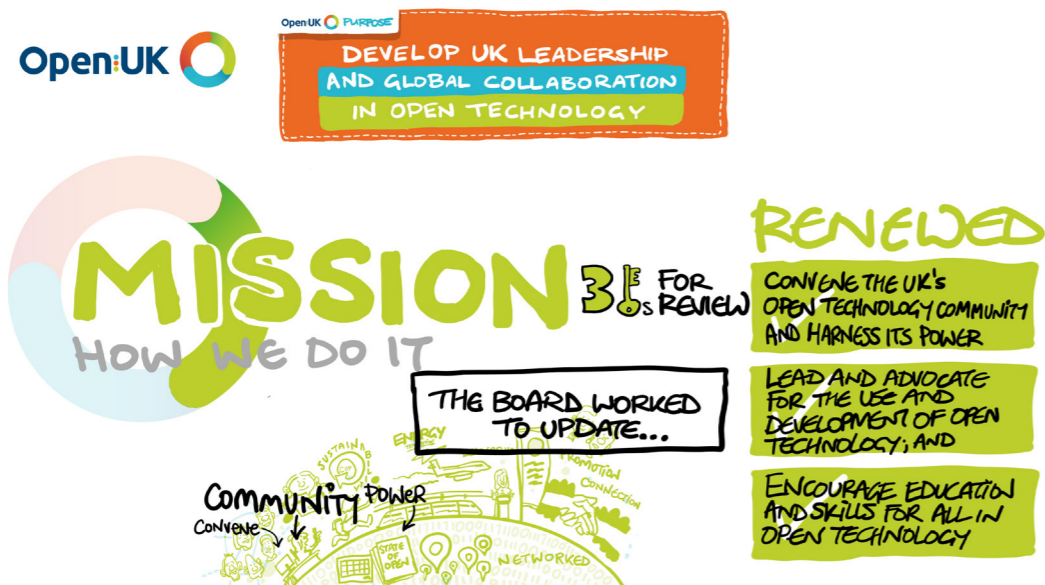 Open:UK
Open:UK PURPOSE
DEVELOP UK LEADERSHIP
AND GLOBAL COLLABORATION
IN OPEN TECHNOLOGY
MISSION
HOW WE DO IT
3 s FOR
REVIEW
RENEWED
CONVENE THE UK'S
OPEN TECHNOLOGY COMMUNITY
AND HARNESS ITS POWER
LEAD AND ADVOCATE
FOR THE USE AND
DEVELOPMENT OF OPEN
TECHNOLOGY; AND
ENCOURAGE EDUCATION
AND SKILLS FOR ALL IN
OPEN TECHNOLOGY
THE BOARD WORKED
TO UPDATE...
ENERGY
PROMOTION
CONNECTION
COMMUNITY POWER
CONVENE
STATE
OF
OPEN
NETWORKED